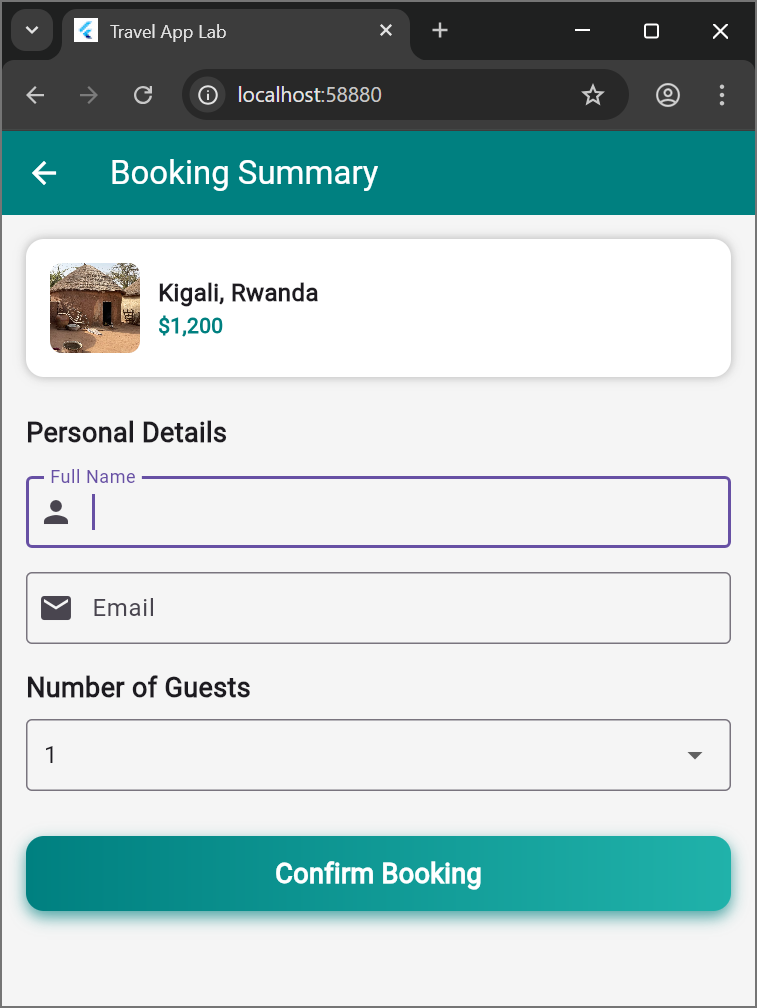 Travel App Lab
localhost:58880
Booking Summary
Kigali, Rwanda
$1,200
Personal Details
Full Name
Email
Number of Guests
1
Confirm Booking